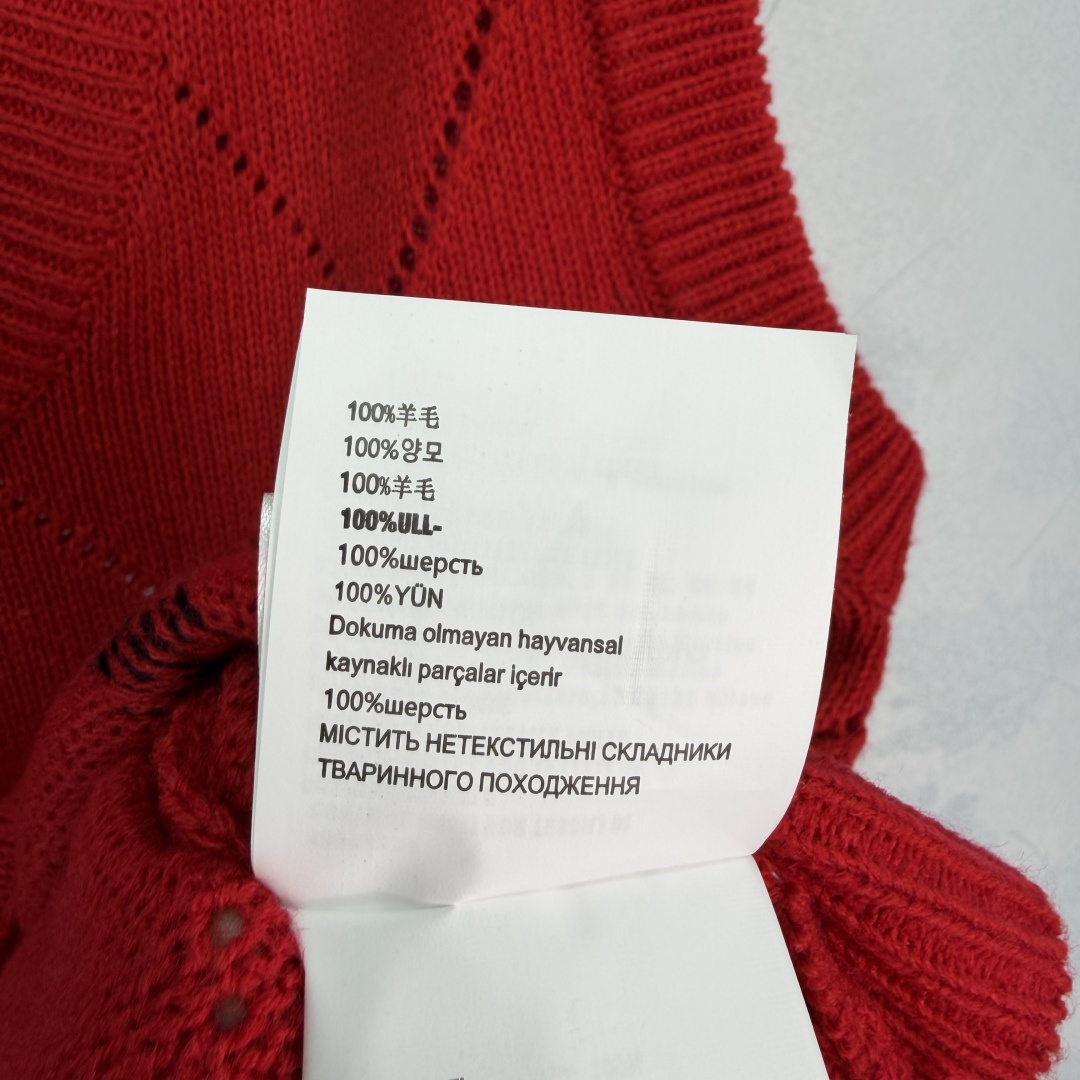 100%羊毛
100%양모
100%羊毛
100%ULL-
100%шерсть
100%YÜN
Dokuma olmayan hayvansal
kaynaklı parçalar içerir
100%шерсть
МІСТИТЬ НЕТЕКСТИЛЬНІ СКЛАДНИКИ
ТВАРИННОГО ПОХОДЖЕННЯ